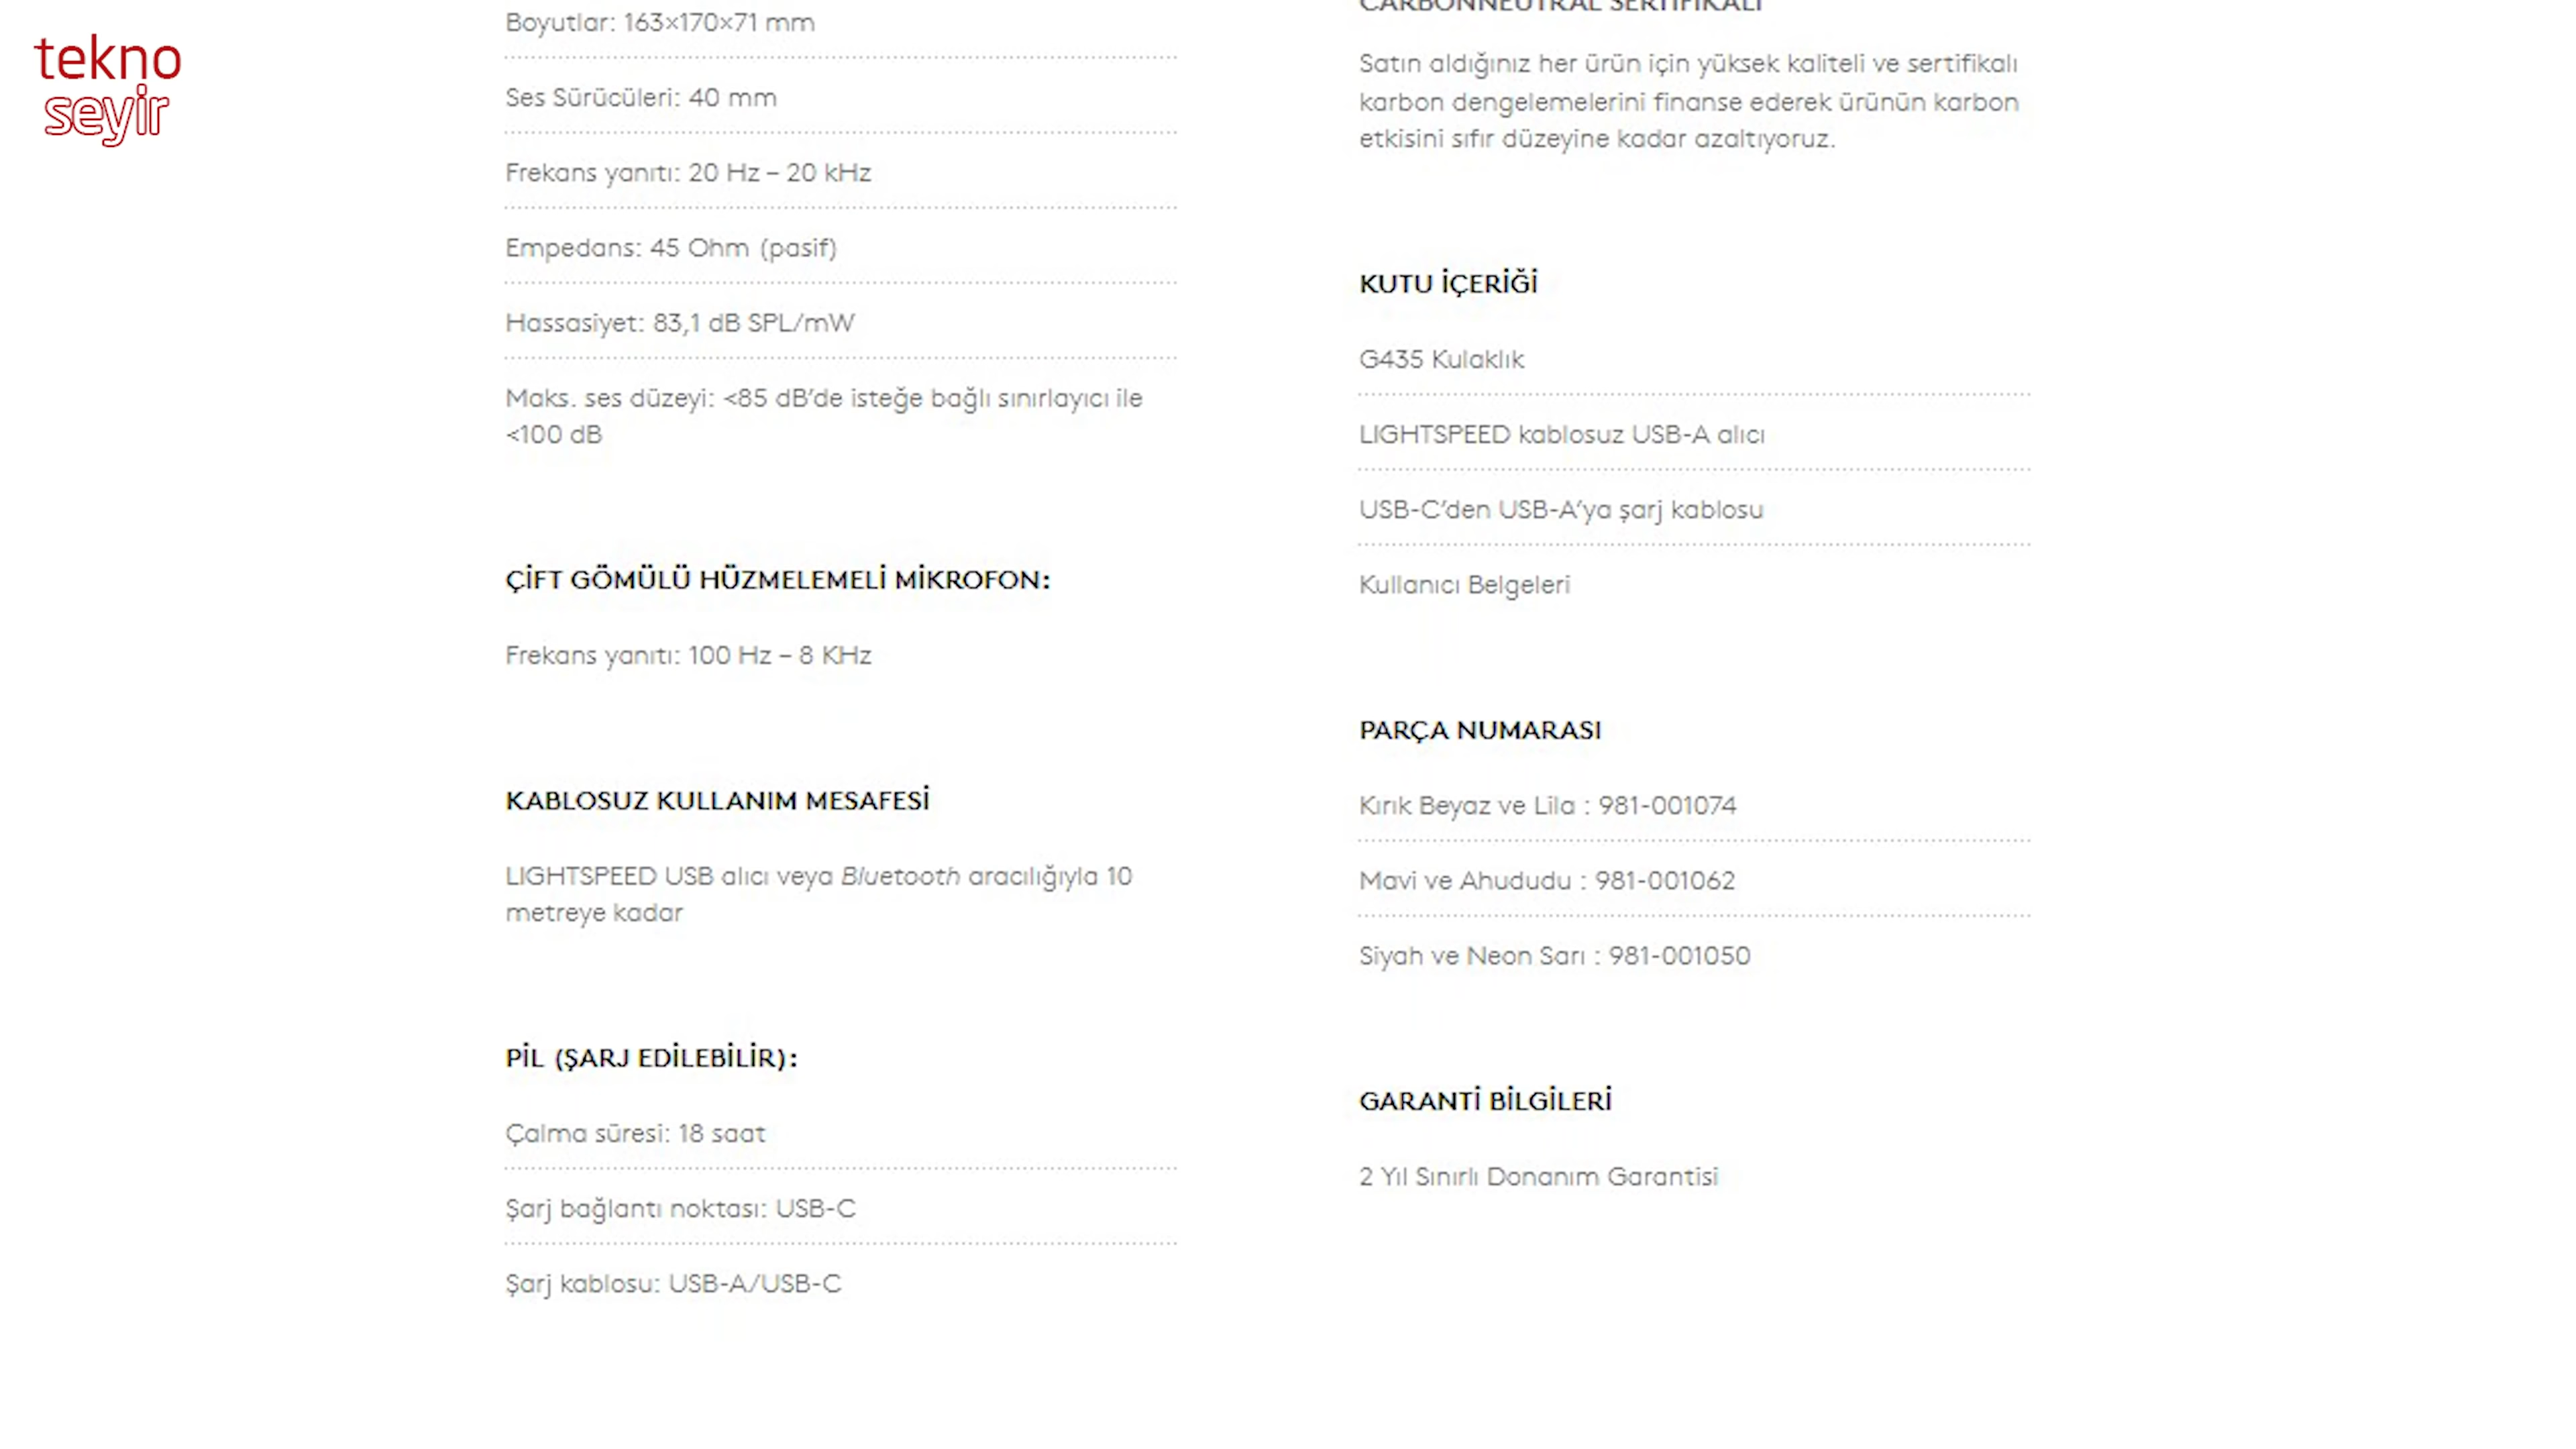 tekno
seyir
Boyutlar: 163×170×71 mm
Ses Sürücüleri: 40 mm
Frekans yanıtı: 20 Hz – 20 kHz
Empedans: 45 Ohm (pasif)
Hassasiyet: 83,1 dB SPL/mW
Maks. ses düzeyi: <85 dB’de isteğe bağlı sınırlayıcı ile
<100 dB
ÇİFT GÖMÜLÜ HÜZMELEMELİ MİKROFON:
Frekans yanıtı: 100 Hz – 8 KHz
KABLOSUZ KULLANIM MESAFESİ
LIGHTSPEED USB alıcı veya Bluetooth aracılığıyla 10
metreye kadar
PİL (ŞARJ EDİLEBİLİR):
Çalma süresi: 18 saat
Şarj bağlantı noktası: USB-C
Şarj kablosu: USB-A/USB-C
CARBONNEUTRAL SERTİFİKALI
Satın aldığınız her ürün için yüksek kaliteli ve sertifikalı
karbon dengelemelerini finanse ederek ürünün karbon
etkisini sıfır düzeyine kadar azaltıyoruz.
KUTU İÇERİĞİ
G435 Kulaklık
LIGHTSPEED kablosuz USB-A alıcı
USB-C’den USB-A’ya şarj kablosu
Kullanıcı Belgeleri
PARÇA NUMARASI
Kırık Beyaz ve Lila : 981-001074
Mavi ve Ahududu : 981-001062
Siyah ve Neon Sarı : 981-001050
GARANTİ BİLGİLERİ
2 Yıl Sınırlı Donanım Garantisi